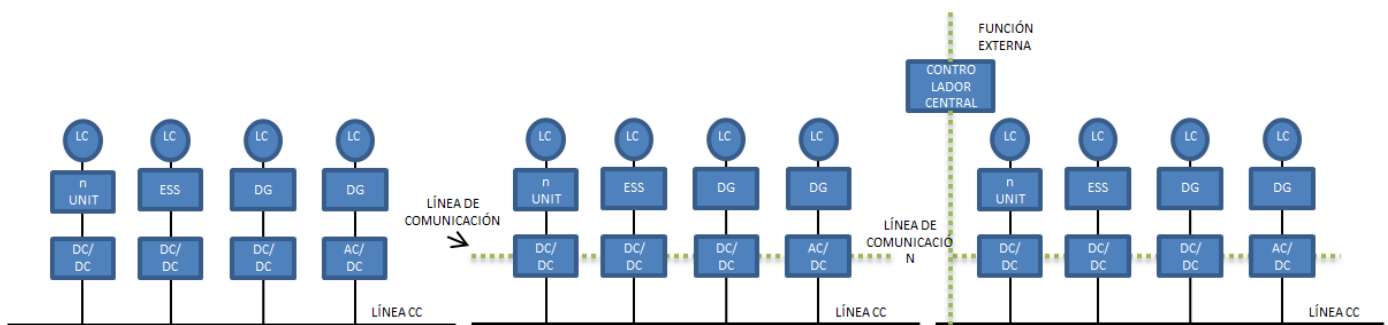 LC
LC
LC
LC
n
UNIT
ESS
DG
DG
DC/
DC
DC/
DC
DC/
DC
AC/
DC
LÍNEA CC
LÍNEA DE
COMUNICACIÓN
LC
LC
LC
LC
n
UNIT
ESS
DG
DG
DC/
DC
DC/
DC
DC/
DC
AC/
DC
LÍNEA CC
FUNCIÓN
EXTERNA
CONTRO
LADOR
CENTRAL
LÍNEA DE
COMUNICACIÓ
N
LC
LC
LC
LC
n
UNIT
ESS
DG
DG
DC/
DC
DC/
DC
DC/
DC
AC/
DC
LÍNEA CC